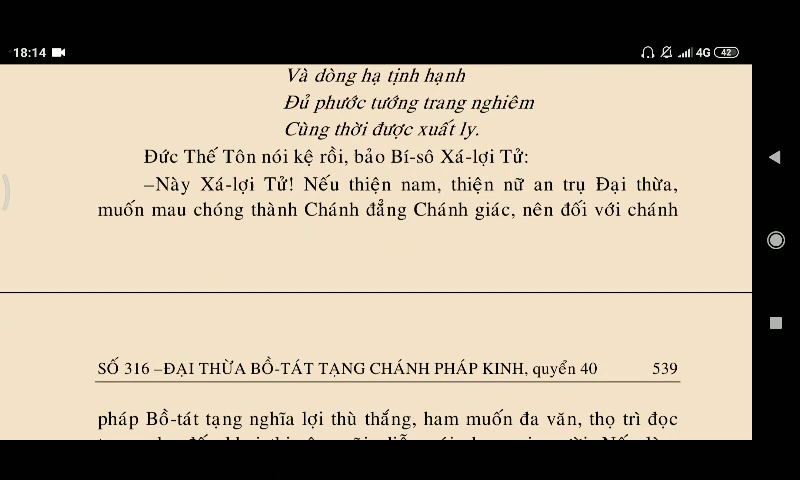 18:14
4G 42
Và dòng hạ tịnh hạnh
Đủ phước tướng trang nghiêm
Cùng thời được xuất ly.
Đức Thế Tôn nói kệ rồi, bảo Bí-sô Xá-lợi Tử:
–Này Xá-lợi Tử! Nếu thiện nam, thiện nữ an trụ Đại thừa,
muốn mau chóng thành Chánh đẳng Chánh giác, nên đối với chánh
SỐ 316 –ĐẠI THỪA BỒ-TÁT TẠNG CHÁNH PHÁP KINH, quyển 40 539
pháp Bồ-tát tạng nghĩa lợi thù thắng, ham muốn đa văn, thọ trì đọc